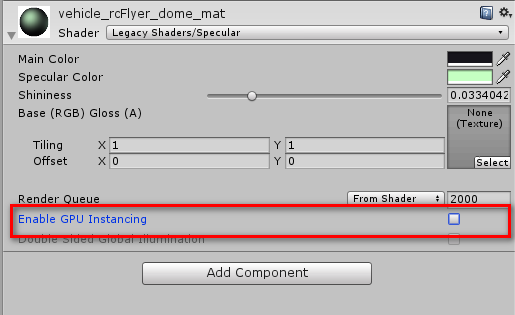 vehicle_rcFlyer_dome_mat
Shader Legacy Shaders/Specular
Main Color
Specular Color
Shininess 0.0334042
Base (RGB) Gloss (A) None
(Texture)
Tiling X 1 Y 1
Offset X 0 Y 0
Select
Render Queue From Shader 2000
Enable GPU Instancing
Double Sided Global Illumination
Add Component